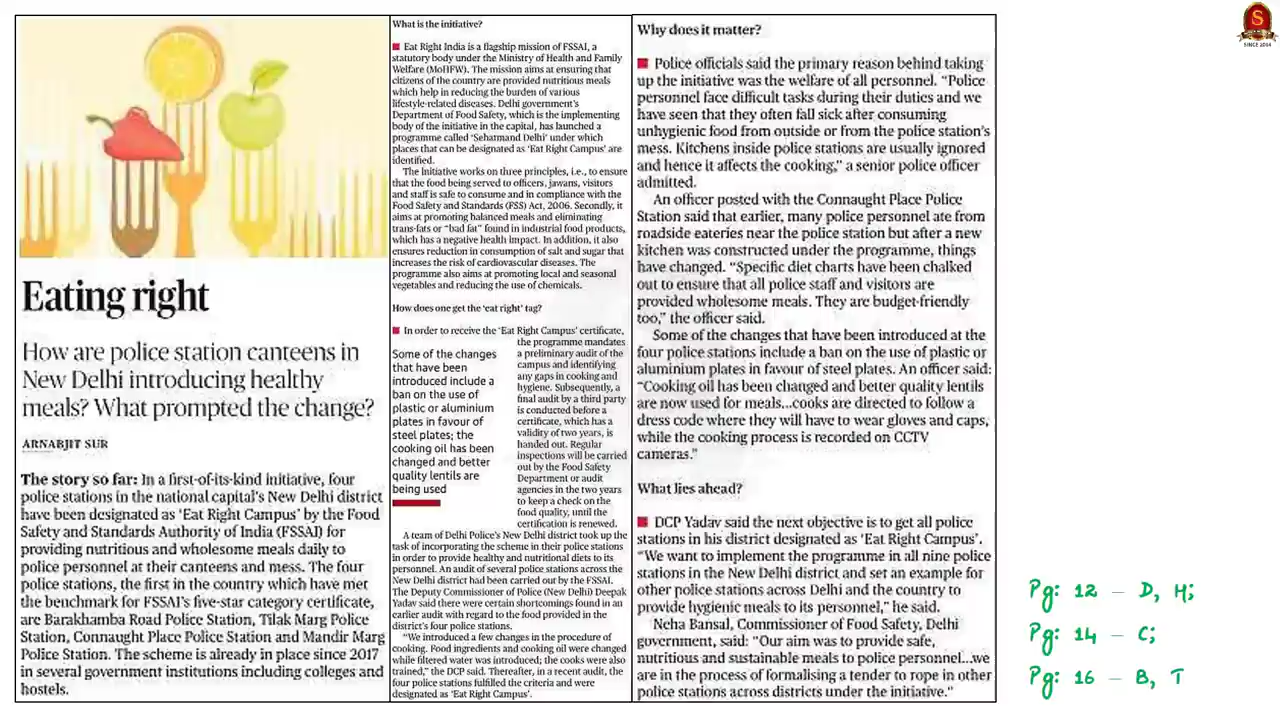 Eating right
How are police station canteens in
New Delhi introducing healthy
meals? What prompted the change?
ARNABJIT SUR
The story so far: In a first-of-its-kind initiative, four
police stations in the national capital's New Delhi district
have been designated as 'Eat Right Campus' by the Food
Safety and Standards Authority of India (FSSAI) for
providing nutritious and wholesome meals daily to
police personnel at their canteens and mess. The four
police stations, the first in the country which have met
the benchmark for FSSAI's five-star category certificate,
are Barakhamba Road Police Station, Tilak Marg Police
Station, Connaught Place Police Station and Mandir Marg
Police Station. The scheme is already in place since 2017
in several government institutions including colleges and
hostels.
What is the initiative?
Eat Right India is a flagship mission of FSSAI, a
statutory body under the Ministry of Health and Family
Welfare (MoHFW). The mission aims at ensuring that
citizens of the country are provided nutritious meals
which help in reducing the burden of various
lifestyle-related diseases. Delhi government's
Department of Food Safety, which is the implementing
body of the initiative in the capital, has launched a
programme called 'Sehatmand Delhi' under which
places that can be designated as 'Eat Right Campus' are
identified.
The initiative works on three principles, i.e., to ensure
that the food being served to officers, jawans, visitors
and staff is safe to consume and in compliance with the
Food Safety and Standards (FSS) Act, 2006. Secondly, it
aims at promoting balanced meals and eliminating
trans-fats or "bad fat" found in industrial food products,
which has a negative health impact. In addition, it also
ensures reduction in consumption of salt and sugar that
increases the risk of cardiovascular diseases. The
programme also aims at promoting local and seasonal
vegetables and reducing the use of chemicals.
How does one get the 'eat right' tag?
In order to receive the 'Eat Right Campus' certificate,
the programme mandates
a preliminary audit of the
campus and identifying
any gaps in cooking and
hygiene. Subsequently, a
final audit by a third party
is conducted before a
certificate, which has a
validity of two years, is
handed out. Regular
inspections will be carried
out by the Food Safety
Department or audit
agencies in the two years
to keep a check on the
food quality, until the
certification is renewed.
Some of the changes
that have been
introduced include a
ban on the use of
plastic or aluminium
plates in favour of
steel plates; the
cooking oil has been
changed and better
quality lentils are
being used
A team of Delhi Police's New Delhi district took up the
task of incorporating the scheme in their police stations
in order to provide healthy and nutritional diets to its
personnel. An audit of several police stations across the
New Delhi district had been carried out by the FSSAI.
The Deputy Commissioner of Police (New Delhi) Deepak
Yadav said there were certain shortcomings found in an
earlier audit with regard to the food provided in the
district's four police stations.
"We introduced a few changes in the procedure of
cooking. Food ingredients and cooking oil were changed
while filtered water was introduced; the cooks were also
trained," the DCP said. Thereafter, in a recent audit, the
four police stations fulfilled the criteria and were
designated as 'Eat Right Campus'.
Why does it matter?
Police officials said the primary reason behind taking
up the initiative was the welfare of all personnel. "Police
personnel face difficult tasks during their duties and we
have seen that they often fall sick after consuming
unhygienic food from outside or from the police station's
mess. Kitchens inside police stations are usually ignored
and hence it affects the cooking," a senior police officer
admitted.
An officer posted with the Connaught Place Police
Station said that earlier, many police personnel ate from
roadside eateries near the police station but after a new
kitchen was constructed under the programme, things
have changed. "Specific diet charts have been chalked
out to ensure that all police staff and visitors are
provided wholesome meals. They are budget-friendly
too," the officer said.
Some of the changes that have been introduced at the
four police stations include a ban on the use of plastic or
aluminium plates in favour of steel plates. An officer said:
"Cooking oil has been changed and better quality lentils
are now used for meals...cooks are directed to follow a
dress code where they will have to wear gloves and caps,
while the cooking process is recorded on CCTV
cameras."
What lies ahead?
DCP Yadav said the next objective is to get all police
stations in his district designated as 'Eat Right Campus'.
"We want to implement the programme in all nine police
stations in the New Delhi district and set an example for
other police stations across Delhi and the country to
provide hygienic meals to its personnel," he said.
Neha Bansal, Commissioner of Food Safety, Delhi
government, said: "Our aim was to provide safe,
nutritious and sustainable meals to police personnel...we
are in the process of formalising a tender to rope in other
police stations across districts under the initiative."
S
SINCE 2004
Pg: 12 – D, H;
Pg: 14 – C;
Pg: 16 – B, T